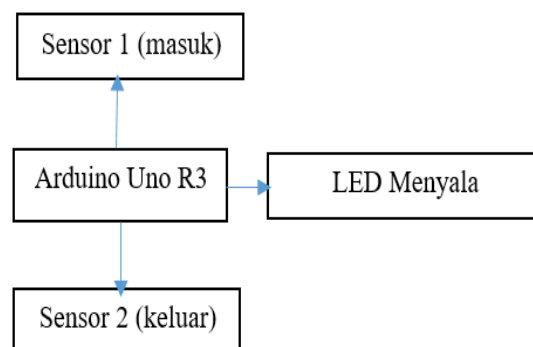 Sensor 1 (masuk)
Arduino Uno R3
LED Menyala
Sensor 2 (keluar)